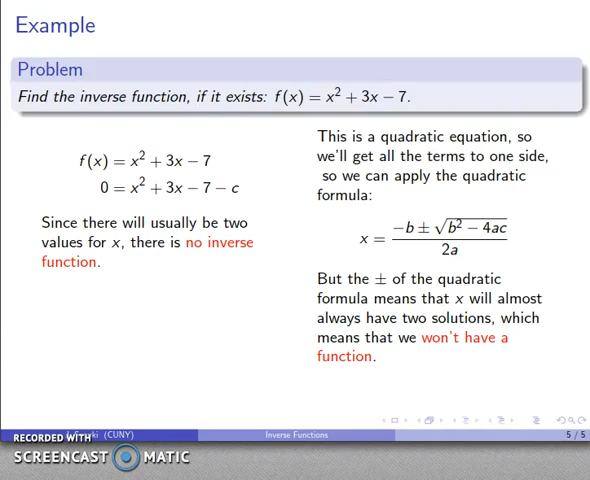 Example
Problem
Find the inverse function, if it exists: f(x) = x² + 3x − 7.
f(x) = x² + 3x − 7
0 = x² + 3x − 7 − c
Since there will usually be two
values for x, there is no inverse
function.
This is a quadratic equation, so
we'll get all the terms to one side,
so we can apply the quadratic
formula:
x = (−b ± √(b² − 4ac)) / 2a
But the ± of the quadratic
formula means that x will almost
always have two solutions, which
means that we won't have a
function.
(CUNY)
Inverse Functions
5 / 5
RECORDED WITH
SCREENCAST MATIC